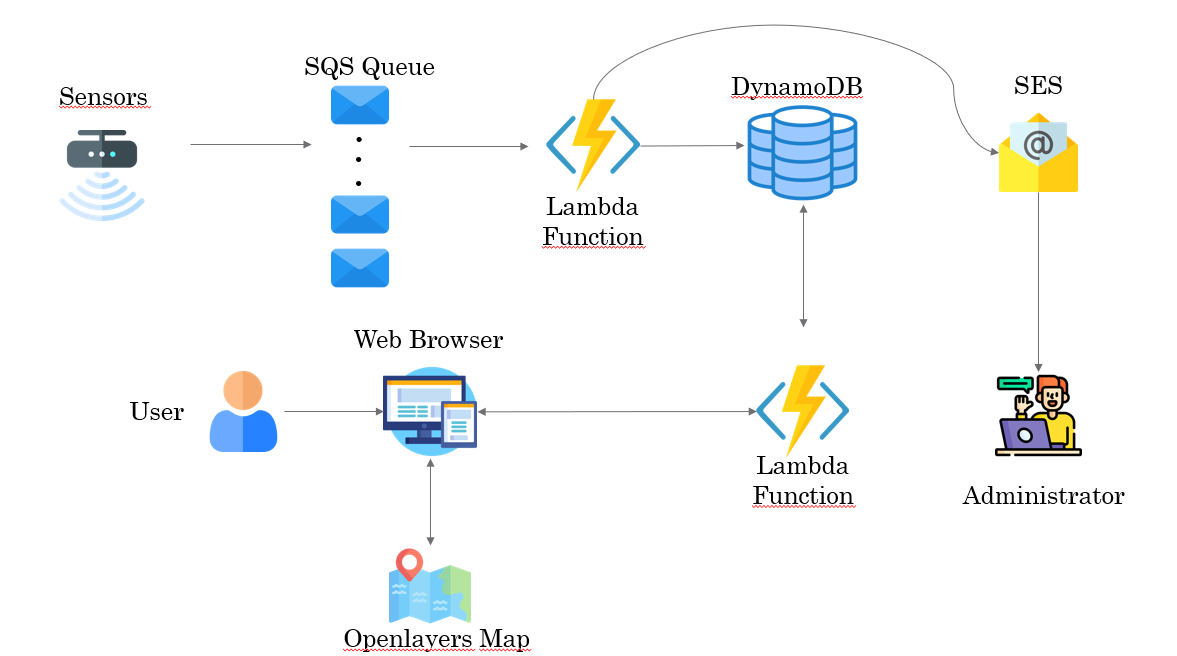 SQS Queue
Sensors
DynamoDB
SES
@
Lambda
Function
Web Browser
User
Lambda
Function
Administrator
Openlayers Map